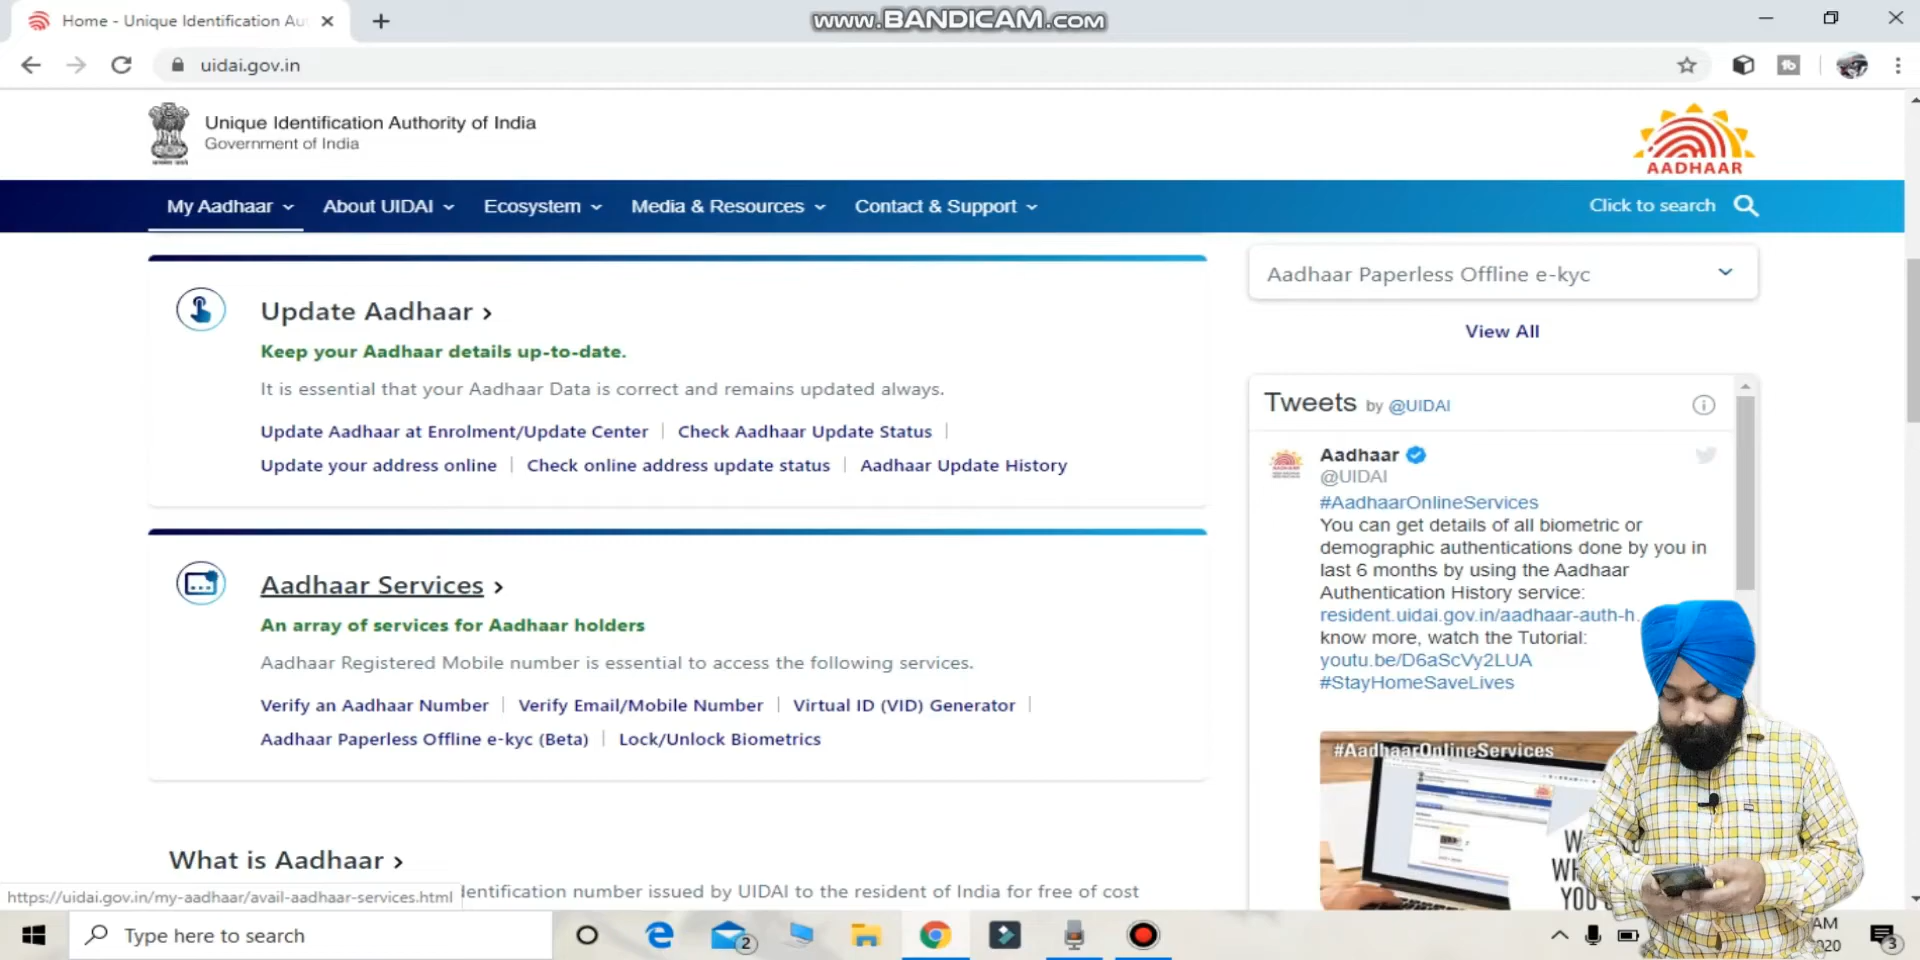 Home - Unique Identification Au
www.BANDICAM.com
uidai.gov.in
Unique Identification Authority of India
Government of India
AADHAAR
My Aadhaar
About UIDAI
Ecosystem
Media & Resources
Contact & Support
Click to search
Update Aadhaar ›
Keep your Aadhaar details up-to-date.
It is essential that your Aadhaar Data is correct and remains updated always.
Update Aadhaar at Enrolment/Update Center | Check Aadhaar Update Status |
Update your address online | Check online address update status | Aadhaar Update History
Aadhaar Services ›
An array of services for Aadhaar holders
Aadhaar Registered Mobile number is essential to access the following services.
Verify an Aadhaar Number | Verify Email/Mobile Number | Virtual ID (VID) Generator |
Aadhaar Paperless Offline e-kyc (Beta) | Lock/Unlock Biometrics
What is Aadhaar ›
dentification number issued by UIDAI to the resident of India for free of cost
https://uidai.gov.in/my-aadhaar/avail-aadhaar-services.html
Aadhaar Paperless Offline e-kyc
View All
Tweets by @UIDAI
Aadhaar
@UIDAI
#AadhaarOnlineServices
You can get details of all biometric or
demographic authentications done by you in
last 6 months by using the Aadhaar
Authentication History service:
resident.uidai.gov.in/aadhaar-auth-h
know more, watch the Tutorial:
youtu.be/D6aScVy2LUA
#StayHomeSaveLives
#AadhaarOnlineServices
YOU
Type here to search
2
AM
020
3